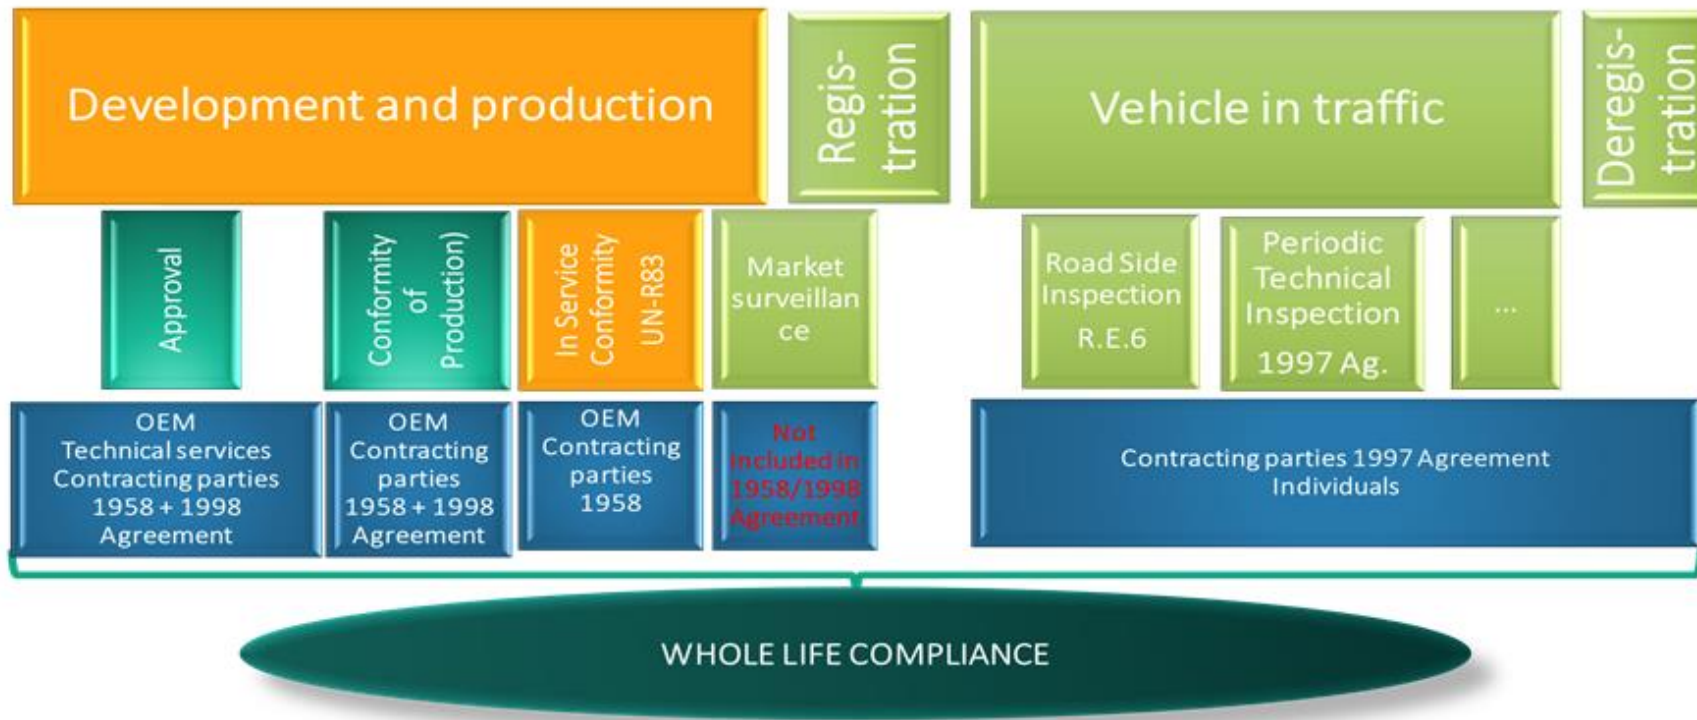 Development and production
Regis-
tration
Vehicle in traffic
Deregis-
tration
Approval
Conformity
of
Production)
In Service
Conformity
UN-R83
Market
surveillan
ce
Road Side
Inspection
R.E.6
Periodic
Technical
Inspection
1997 Ag.
...
OEM
Technical services
Contracting parties
1958 + 1998
Agreement
OEM
Contracting
parties
1958 + 1998
Agreement
OEM
Contracting
parties
1958
Not
included in
1958/1998
Agreement
Contracting parties 1997 Agreement
Individuals
WHOLE LIFE COMPLIANCE